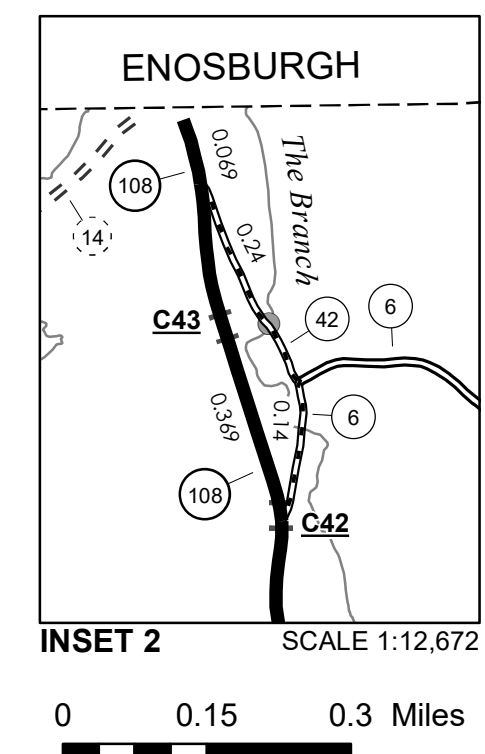 ENOSBURGH
0.069
The Branch
108
14
0.24
C43
42
6
0.369
0.14
6
108
C42
INSET 2
SCALE 1:12,672
0 0.15 0.3 Miles